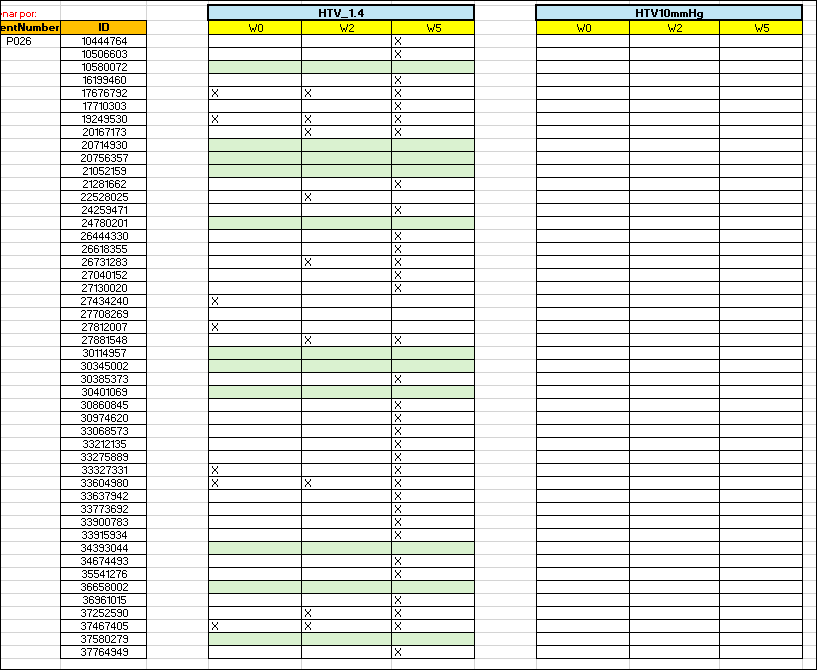 nar por:
HTV_1.4 HTV10mmHg
entNumber ID W0 W2 W5 W0 W2 W5
P026 10444764 X
10506603 X
10580072
16199460 X
17676792 X X X
17710303 X
19249530 X X X
20167173 X X
20714930
20756357
21052159
21281662 X
22528025 X
24259471 X
24780201
26444330 X
26618355 X
26731283 X X
27040152 X
27130020 X
27434240 X
27708269
27812007 X
27881548 X X
30114957
30345002
30385373 X
30401069
30860845 X
30974620 X
33068573 X
33212135 X
33275889 X
33327331 X X
33604980 X X X
33637942 X
33773692 X
33900783 X
33915934 X
34393044
34674493 X
35541276 X
36658002
36961015 X
37252590 X X
37467405 X X X
37580279
37764949 X